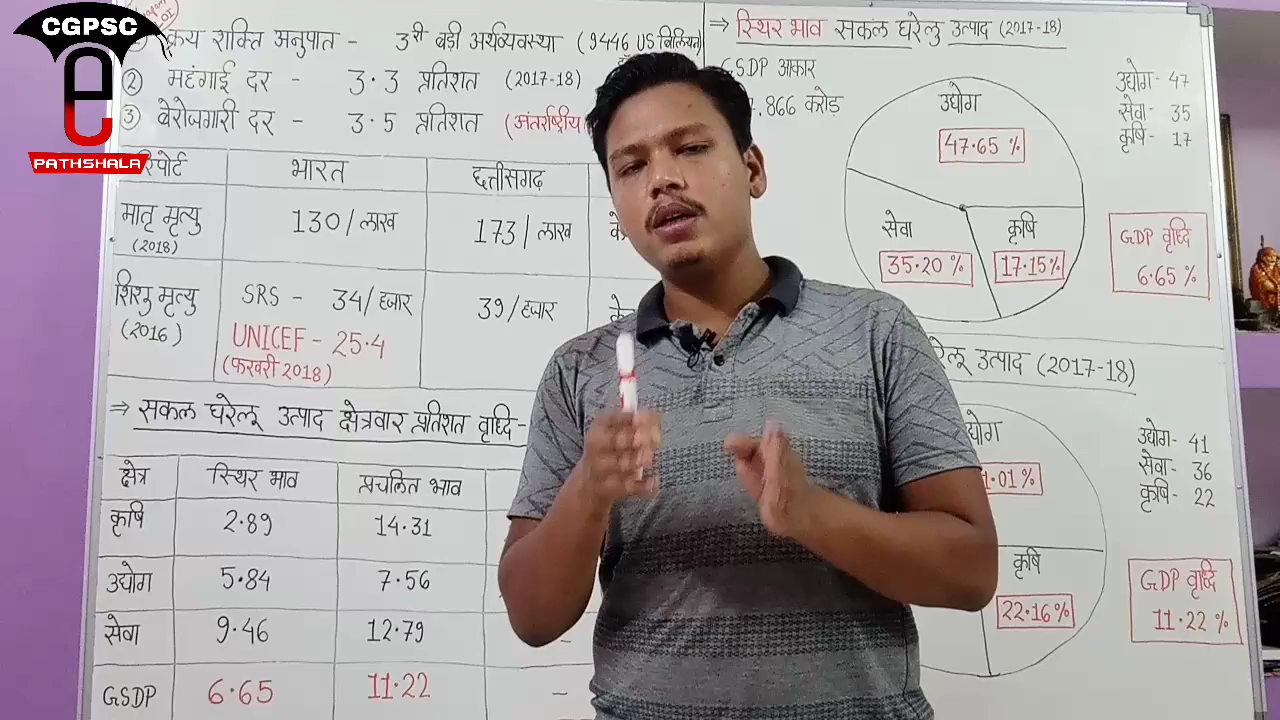 CGPSC
PATHSHALA
क्रय शक्ति अनुपात - 3री बड़ी अर्थव्यवस्था (9446 US बिलियन
② महंगाई दर - 3.3 प्रतिशत (2017-18)
③ बेरोजगारी दर - 3.5 प्रतिशत (अंतर्राष्ट्रीय
रिपोर्ट भारत छत्तीसगढ़
मातृ मृत्यु (2018) 130/लाख 173/लाख
शिशु मृत्यु (2016) SRS - 34/हजार 39/हजार
UNICEF - 25.4
(फरवरी 2018)
⇒ सकल घरेलू उत्पाद क्षेत्रवार प्रतिशत वृध्दि -
क्षेत्र स्थिर भाव प्रचलित भाव
कृषि 2.89 14.31
उद्योग 5.84 7.56
सेवा 9.46 12.79 -
GSDP 6.65 11.22 -
⇒ स्थिर भाव सकल घरेलु उत्पाद (2017-18)
GSDP आकार
.866 करोड़
उद्योग
47.65 %
सेवा
35.20 %
कृषि
17.15 %
उद्योग - 47
सेवा - 35
कृषि - 17
GDP वृध्दि
6.65 %
उत्पाद (2017-18)
.01 %
कृषि
22.16 %
उद्योग - 41
सेवा - 36
कृषि - 22
GDP वृध्दि
11.22 %